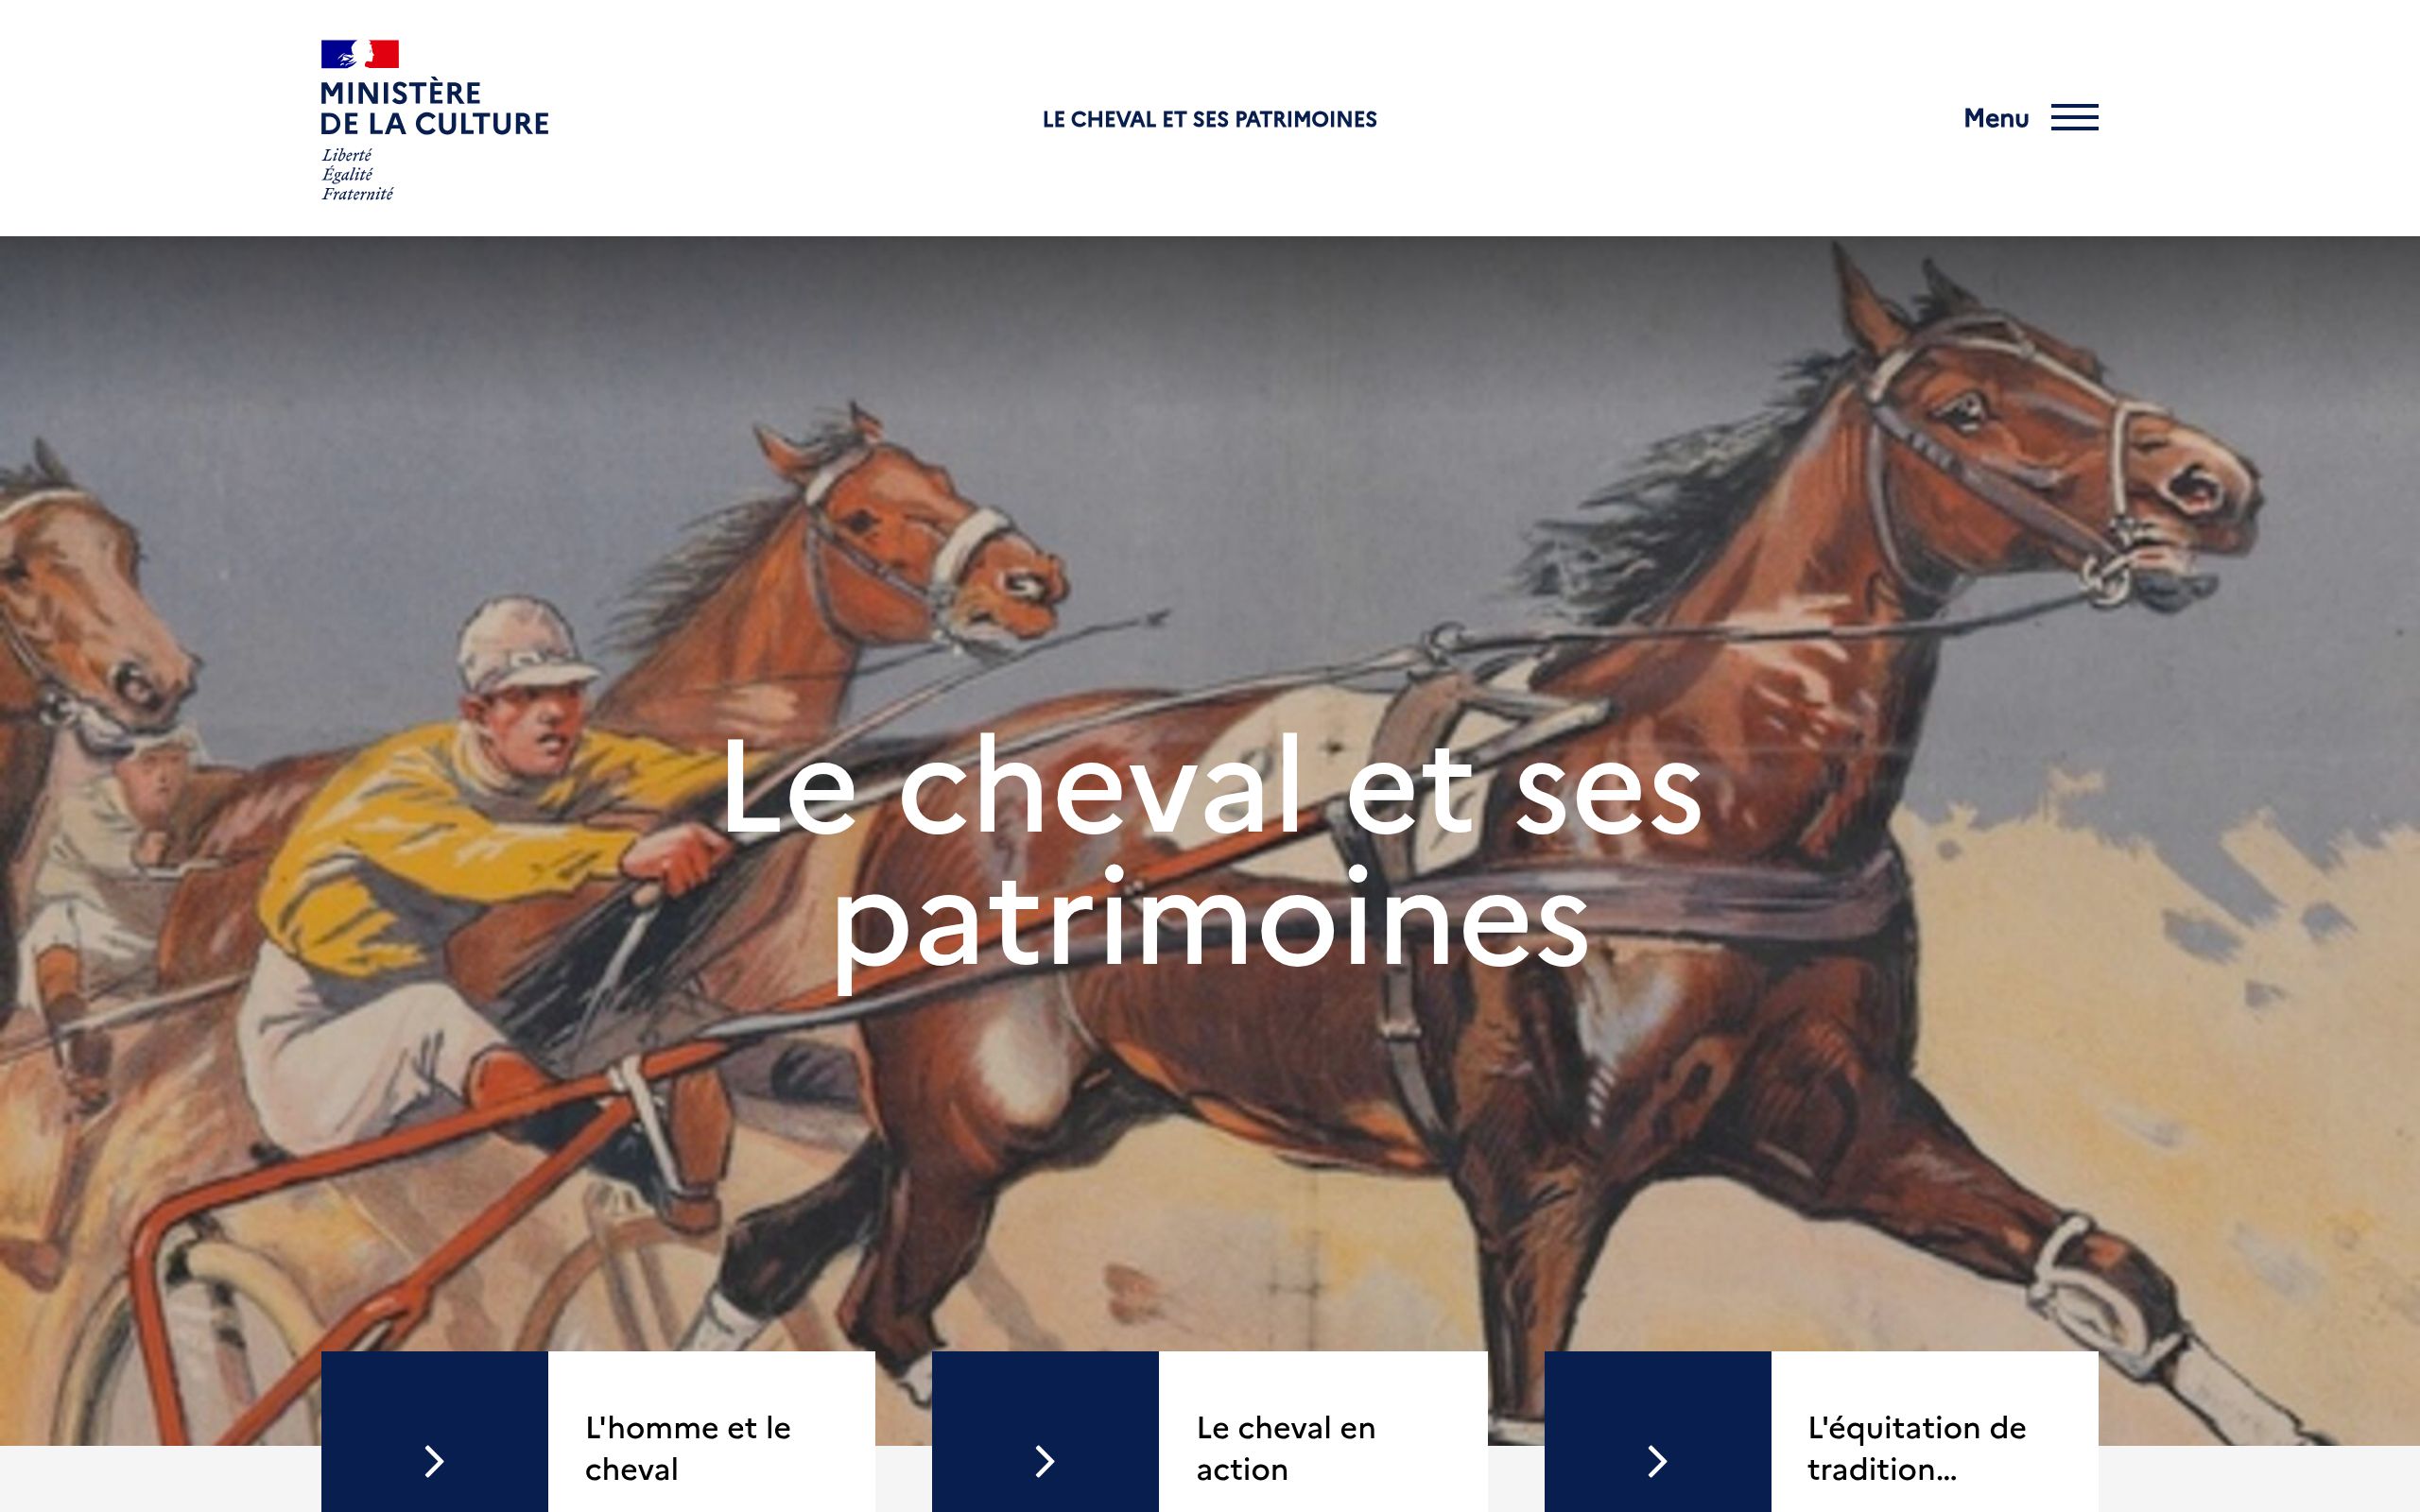 MINISTÈRE
DE LA CULTURE
Liberté
Égalité
Fraternité
LE CHEVAL ET SES PATRIMOINES
Menu
Le cheval et ses
patrimoines
L'homme et le
cheval
Le cheval en
action
L'équitation de
tradition...